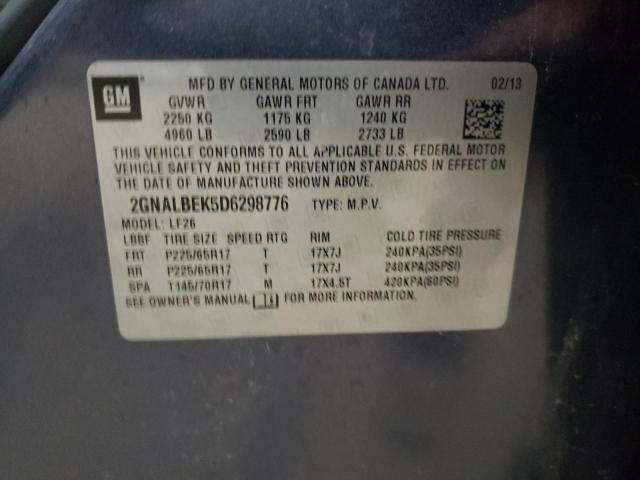 GM
MFD BY GENERAL MOTORS OF CANADA LTD. 02/13
GVWR GAWR FRT GAWR RR
2250 KG 1175 KG 1240 KG
4960 LB 2590 LB 2733 LB
THIS VEHICLE CONFORMS TO ALL APPLICABLE U.S. FEDERAL MOTOR
VEHICLE SAFETY AND THEFT PREVENTION STANDARDS IN EFFECT ON
THE DATE OF MANUFACTURE SHOWN ABOVE.
2GNALBEK5D6298776 TYPE: M.P.V.
MODEL: LF26
LBBF TIRE SIZE SPEED RTG RIM COLD TIRE PRESSURE
FRT P225/65R17 T 17X7J 240KPA(35PSI)
RR P225/65R17 T 17X7J 240KPA(35PSI)
SPA T145/70R17 M 17X4.5T 420KPA(60PSI)
SEE OWNER'S MANUAL FOR MORE INFORMATION.